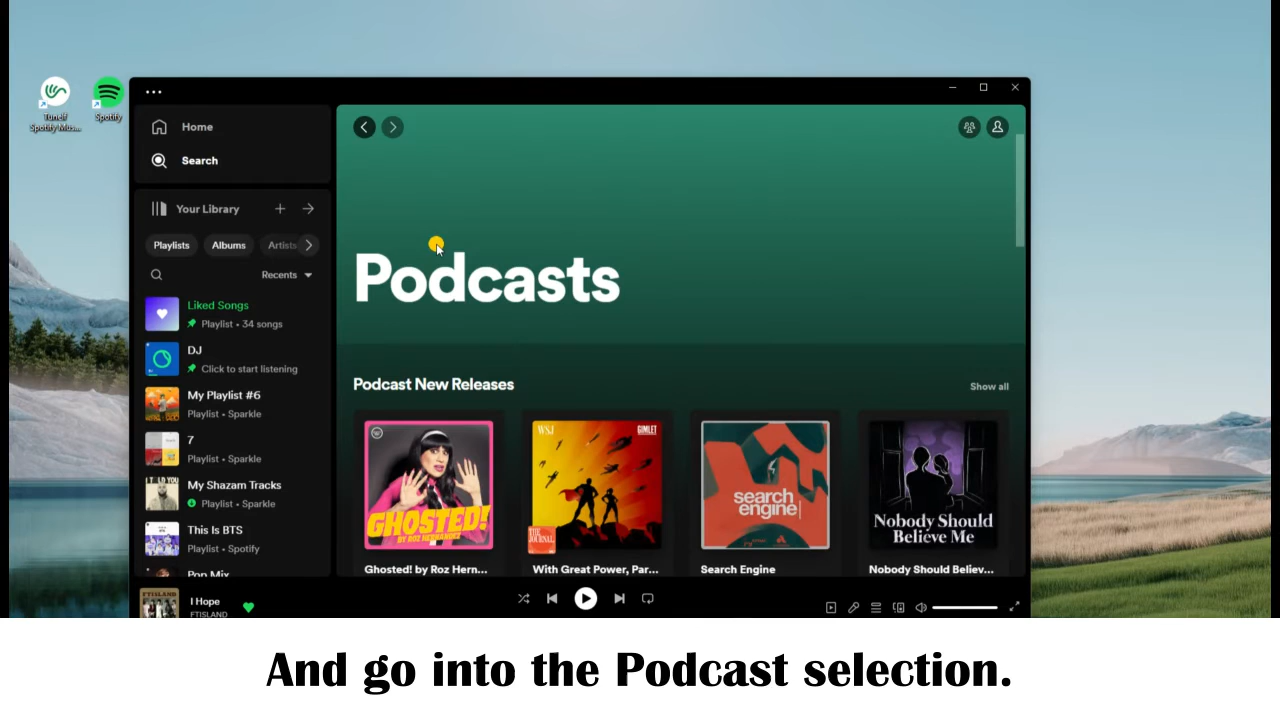 Tunelf
Spotify Mus...
Spotify
Home
Search
Your Library
Playlists
Albums
Artists
Recents
Liked Songs
Playlist • 34 songs
DJ
Click to start listening
My Playlist #6
Playlist • Sparkle
7
Playlist • Sparkle
My Shazam Tracks
Playlist • Sparkle
This Is BTS
Playlist • Spotify
Pop Mix
I Hope
FTISLAND
Podcasts
Podcast New Releases
Show all
GHOSTED!
BY ROZ HERNANDEZ
Ghosted! by Roz Hern...
WSJ
GIMLET
THE JOURNAL.
With Great Power, Par...
search
engine
Search Engine
Nobody Should
Believe Me
Nobody Should Believ...
And go into the Podcast selection.